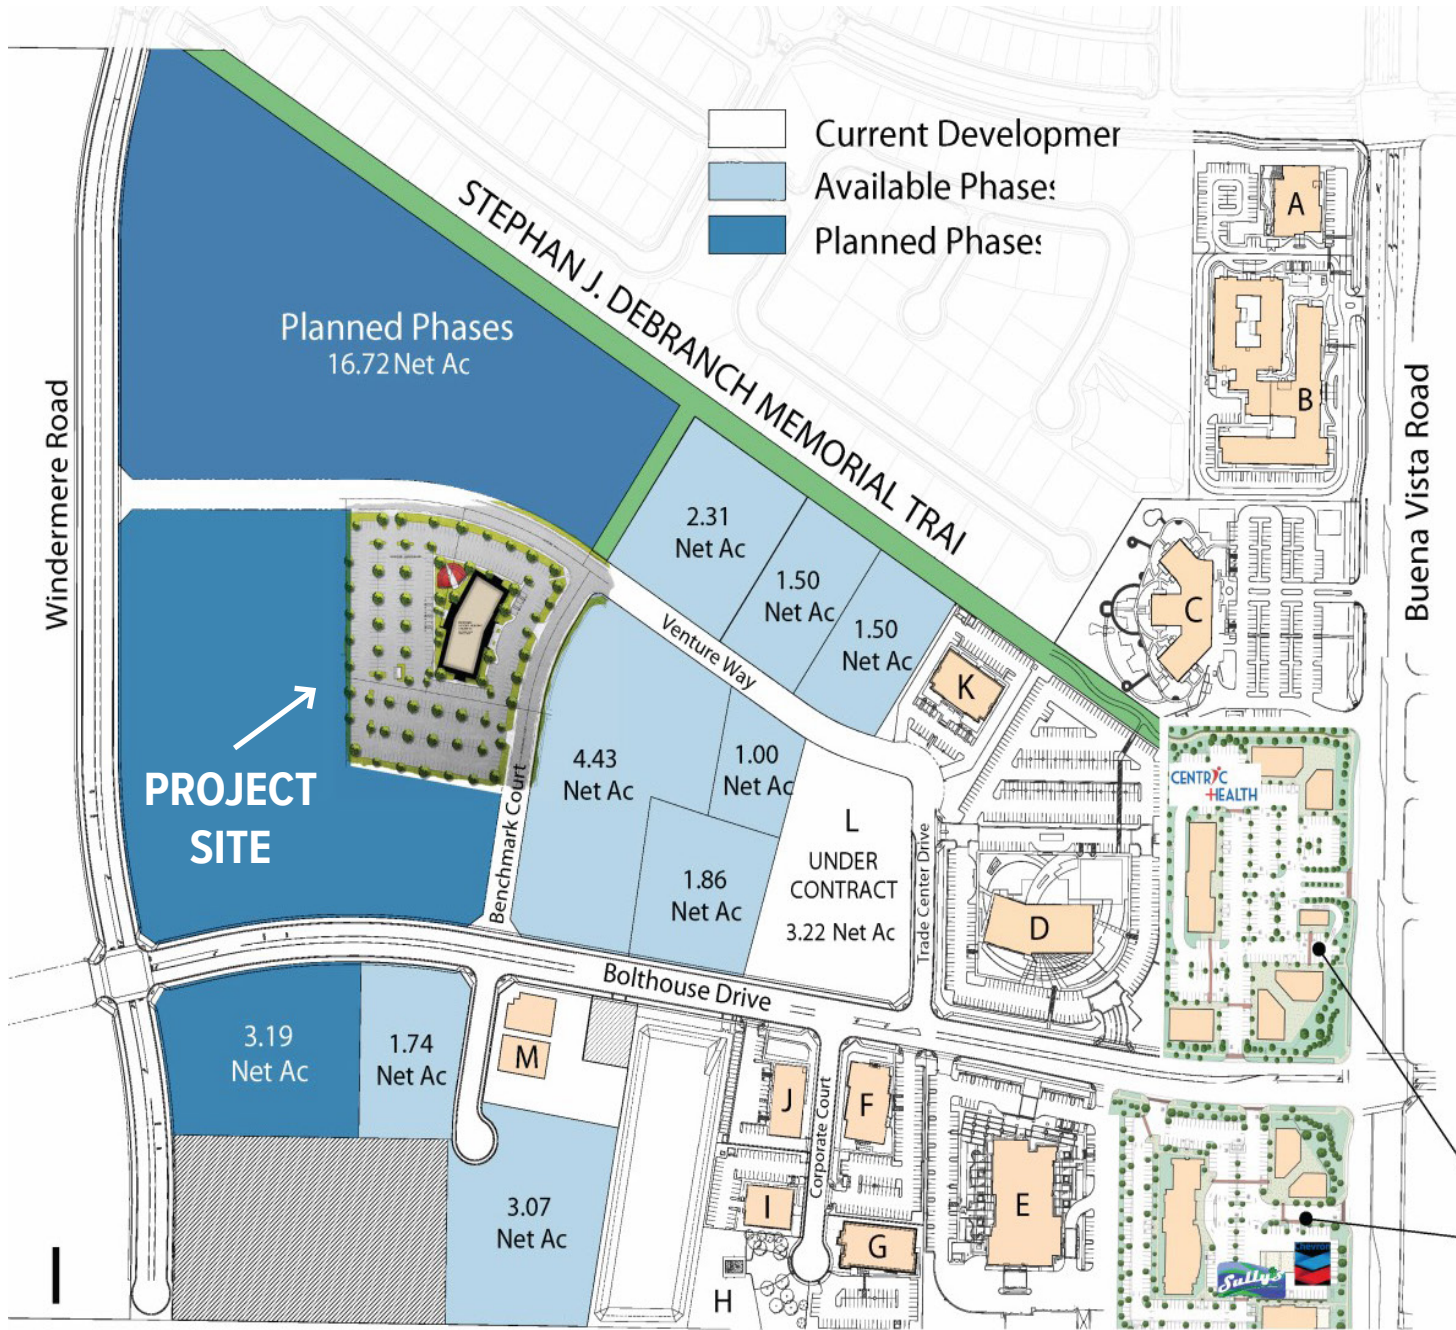 Current Developmer
Available Phases
Planned Phases
STEPHAN J. DEBRANCH MEMORIAL TRAI
Planned Phases
16.72 Net Ac
Windermere Road
Buena Vista Road
A
B
C
2.31
Net Ac
1.50
Net Ac
1.50
Net Ac
Venture Way
K
PROJECT
SITE
4.43
Net Ac
1.00
Net Ac
1.86
Net Ac
L
UNDER
CONTRACT
3.22 Net Ac
Benchmark Court
Trade Center Drive
D
CENTRIC
HEALTH
Bolthouse Drive
3.19
Net Ac
1.74
Net Ac
M
J
F
Corporate Court
E
I
G
H
3.07
Net Ac
Sully's
Chevron